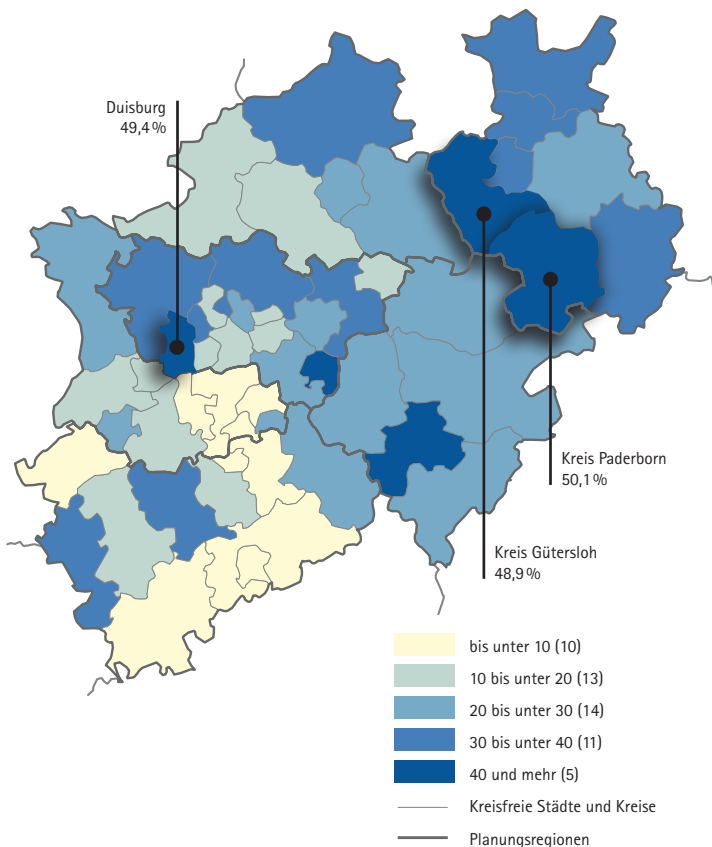 Duisburg
49,4 %
Kreis Paderborn
50,1 %
Kreis Gütersloh
48,9 %
bis unter 10 (10)
10 bis unter 20 (13)
20 bis unter 30 (14)
30 bis unter 40 (11)
40 und mehr (5)
Kreisfreie Städte und Kreise
Planungsregionen